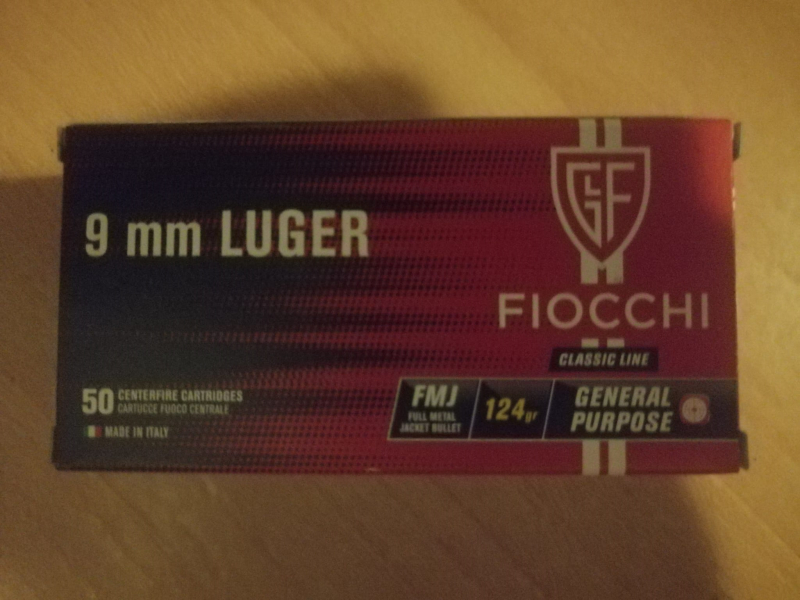 GLF
9 mm LUGER
FIOCCHI
CLASSIC LINE
50 CENTERFIRE CARTRIDGES
CARTUCCE FUOCO CENTRALE
MADE IN ITALY
FMJ
FULL METAL
JACKET BULLET
124gr
GENERAL
PURPOSE